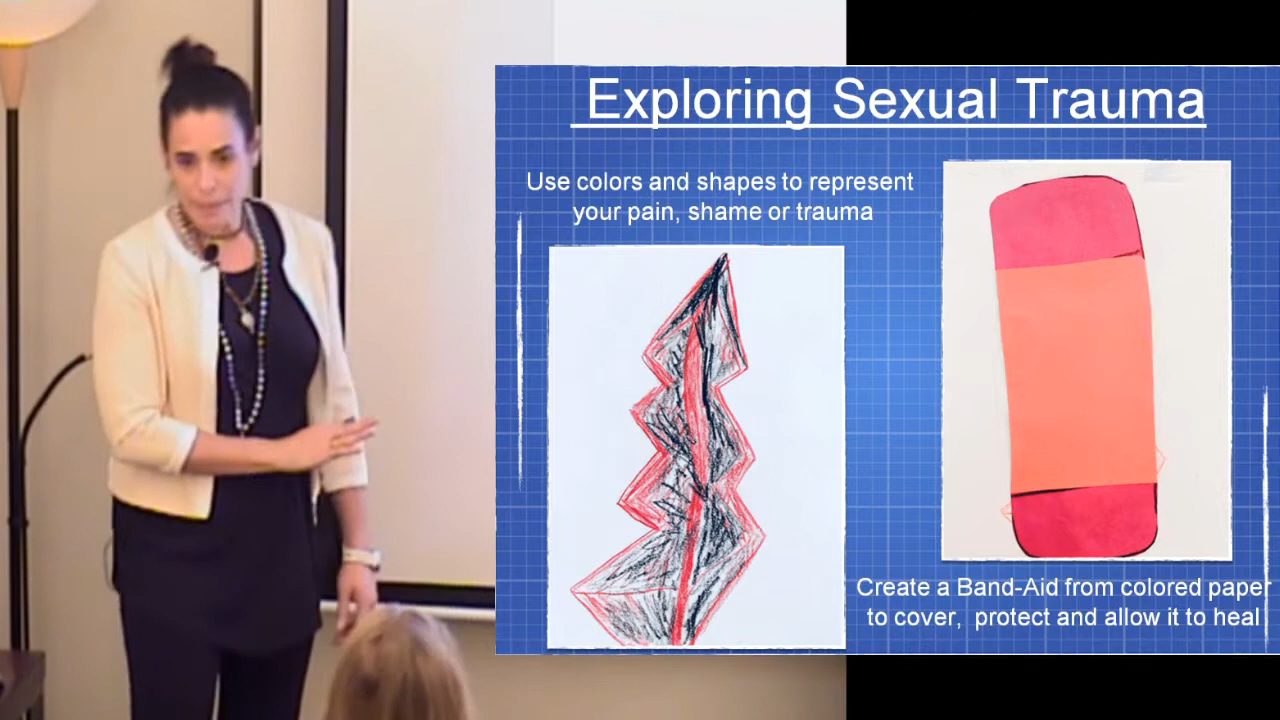 Exploring Sexual Trauma
Use colors and shapes to represent
your pain, shame or trauma
Create a Band-Aid from colored paper
to cover, protect and allow it to heal